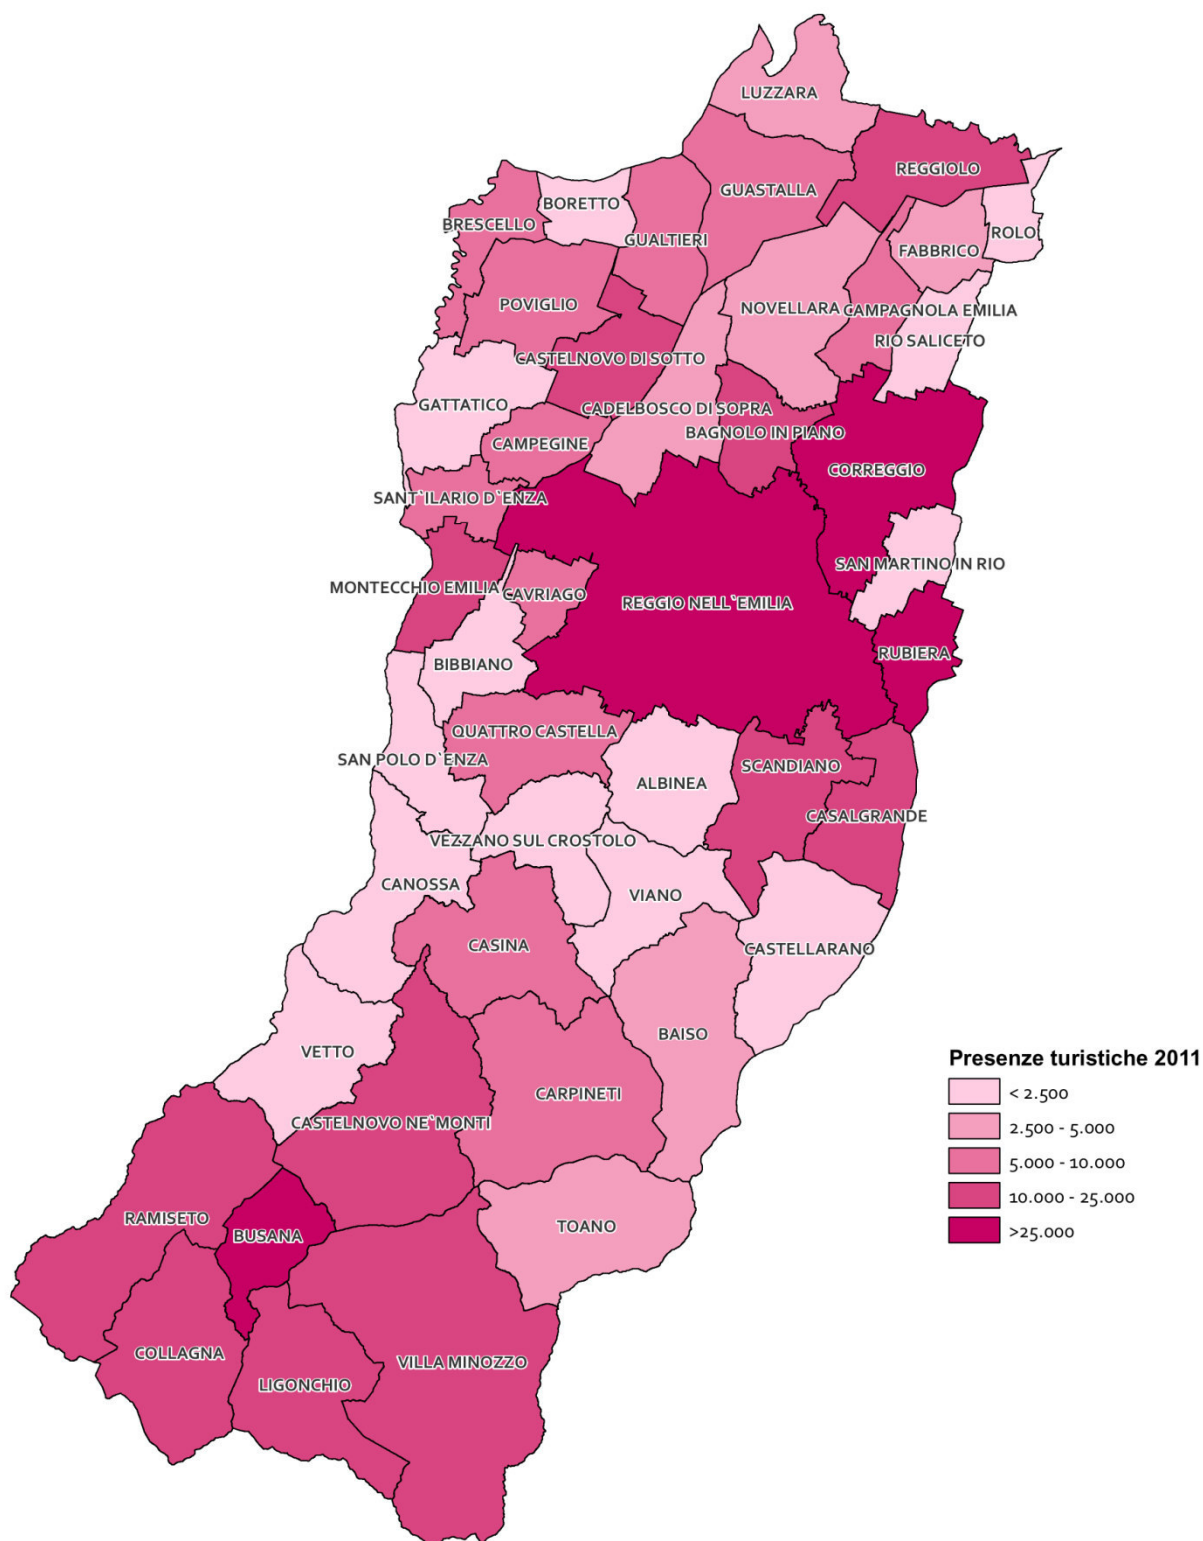 LUZZARA
REGGIOLO
GUASTALLA
BORETTO
BRESCELLO
GUALTIERI
ROLO
FABBRICO
POVIGLIO
NOVELLARA
CAMPAGNOLA EMILIA
RIO SALICETO
CASTELNOVO DI SOTTO
GATTATICO
CADELBOSCO DI SOPRA
BAGNOLO IN PIANO
CAMPEGINE
CORREGGIO
SANT`ILARIO D`ENZA
SAN MARTINO IN RIO
MONTECCHIO EMILIA
CAVRIAGO
REGGIO NELL`EMILIA
RUBIERA
BIBBIANO
QUATTRO CASTELLA
SAN POLO D`ENZA
SCANDIANO
ALBINEA
CASALGRANDE
VEZZANO SUL CROSTOLO
CANOSSA
VIANO
CASINA
CASTELLARANO
BAISO
VETTO
CARPINETI
CASTELNOVO NE`MONTI
RAMISETO
BUSANA
TOANO
COLLAGNA
VILLA MINOZZO
LIGONCHIO
Presenze turistiche 2011
< 2.500
2.500 - 5.000
5.000 - 10.000
10.000 - 25.000
>25.000